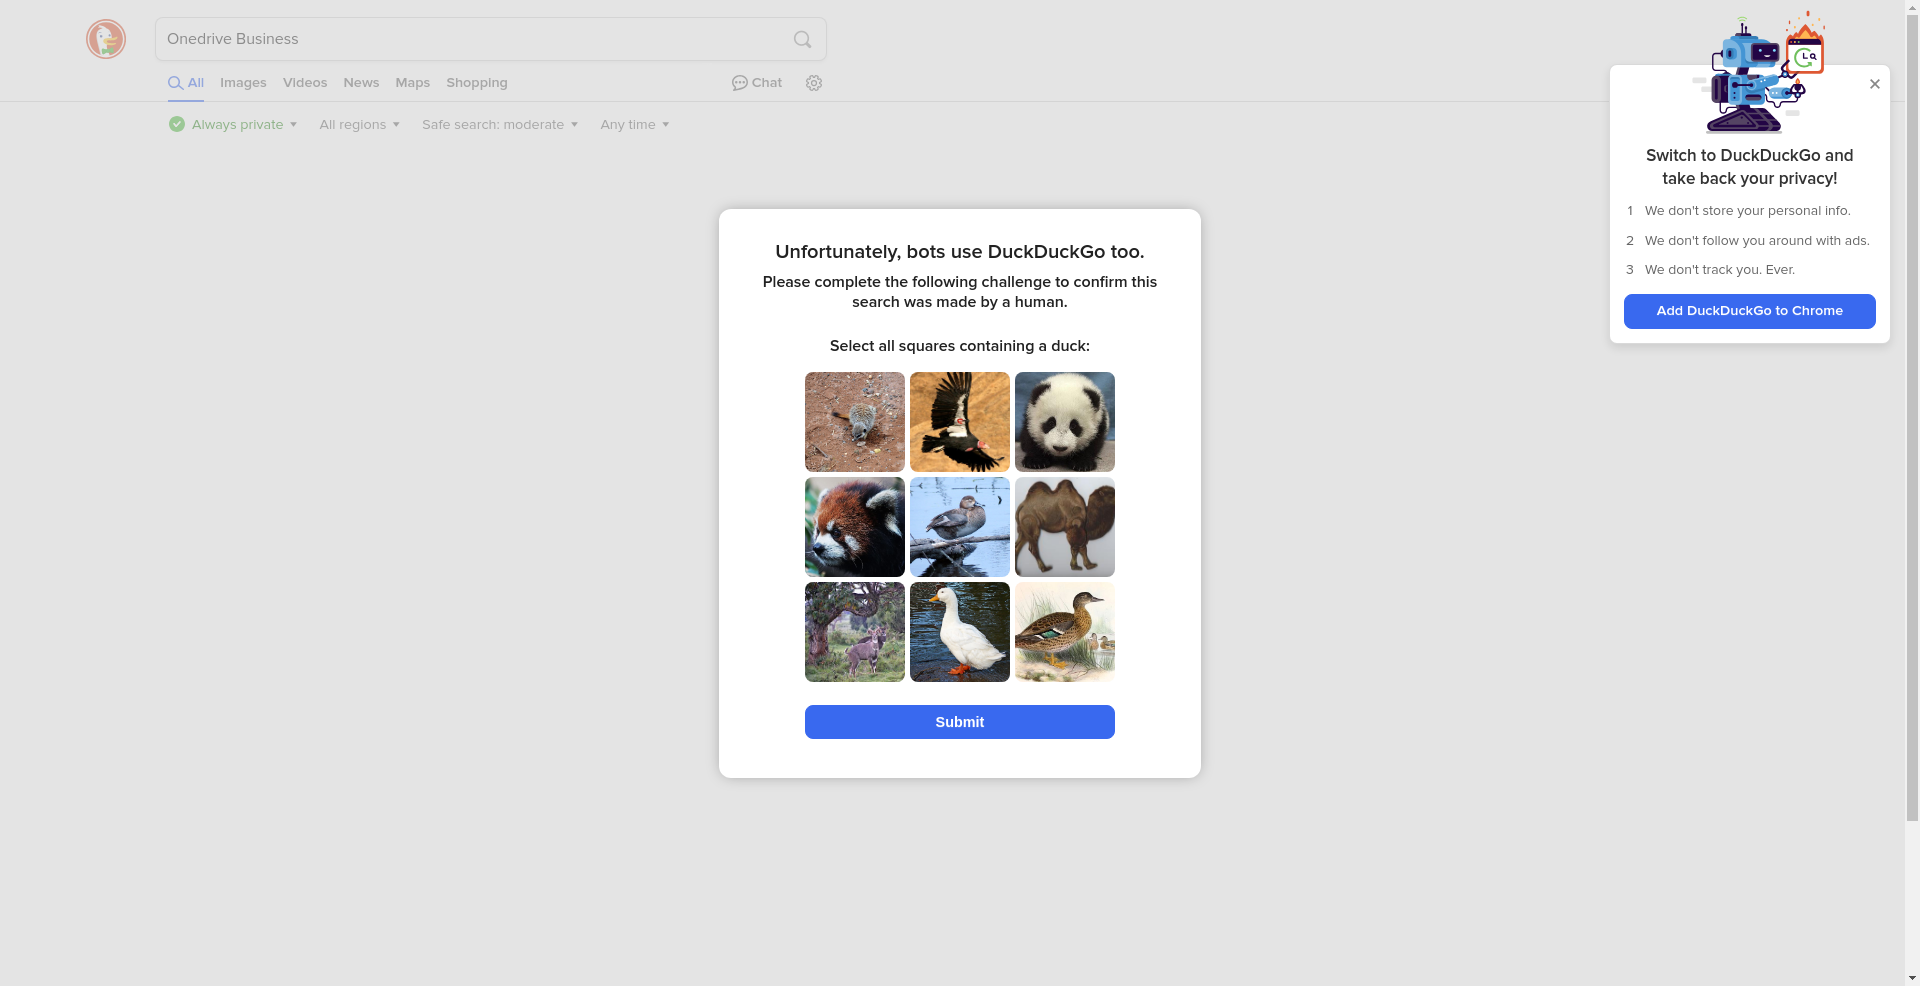 Onedrive Business
All Images Videos News Maps Shopping Chat
Always private All regions Safe search: moderate Any time
Switch to DuckDuckGo and
take back your privacy!
1 We don't store your personal info.
2 We don't follow you around with ads.
3 We don't track you. Ever.
Add DuckDuckGo to Chrome
Unfortunately, bots use DuckDuckGo too.
Please complete the following challenge to confirm this
search was made by a human.
Select all squares containing a duck:
Submit